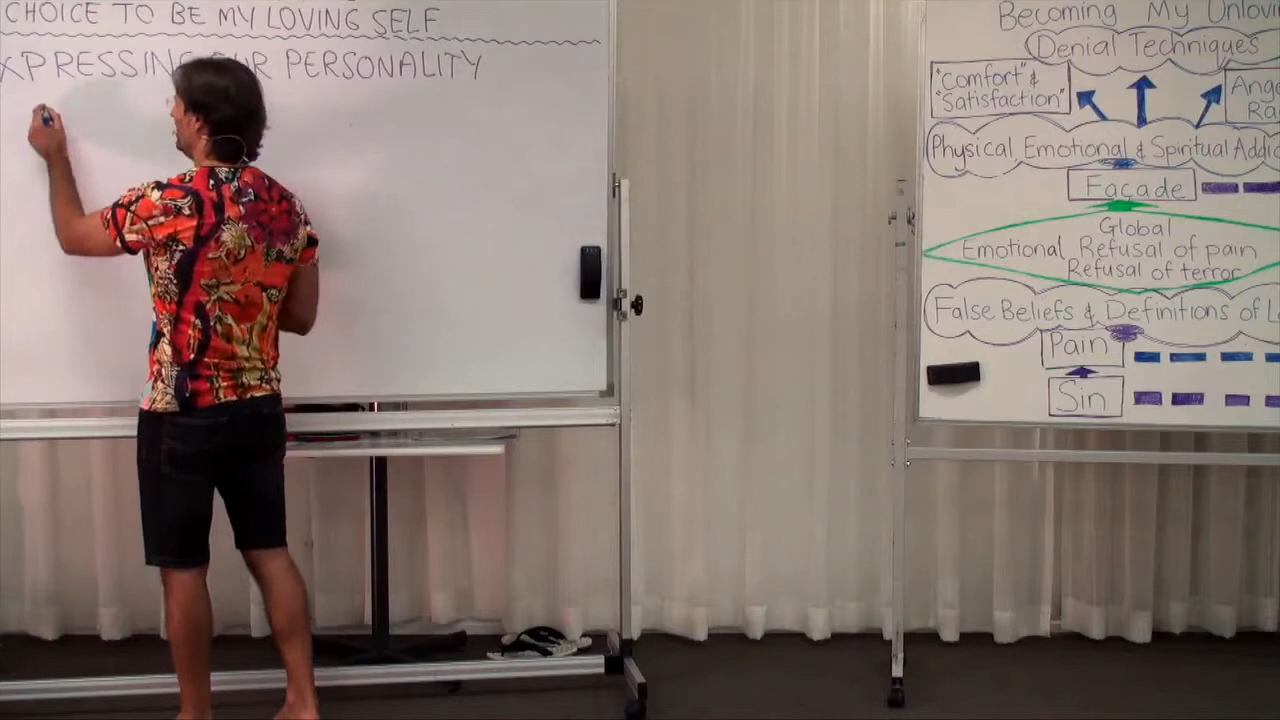 CHOICE TO BE MY LOVING SELF
PERSONALITY
Becoming My
Denial Techniques
"Comfort" &
"Satisfaction"
Physical Emotional & Spiritual
Façade
Global
Emotional Refusal of pain
Refusal of terror
False Beliefs & Definitions of
Pain
Sin